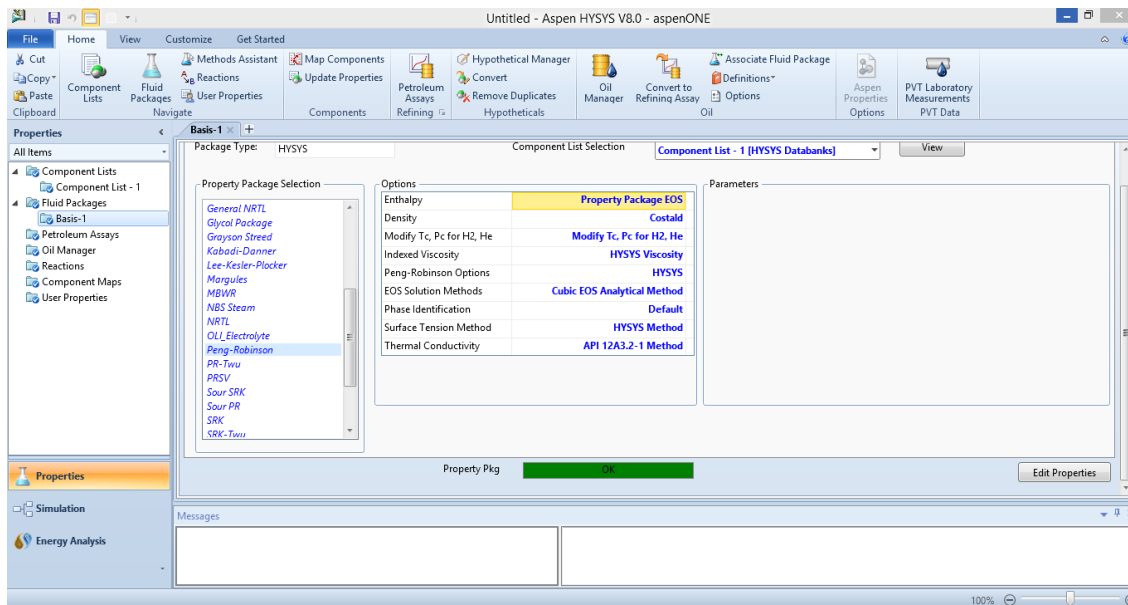 Untitled - Aspen HYSYS V8.0 - aspenONE
File Home View Customize Get Started
Cut
Copy
Paste
Clipboard
Component Lists
Fluid Packages
Methods Assistant
Reactions
User Properties
Navigate
Map Components
Update Properties
Components
Petroleum Assays
Refining
Hypothetical Manager
Convert
Remove Duplicates
Hypotheticals
Oil Manager
Convert to Refining Assay
Associate Fluid Package
Definitions
Options
Oil
Aspen Properties
Options
PVT Laboratory Measurements
PVT Data
Properties
All Items
Component Lists
Component List - 1
Fluid Packages
Basis-1
Petroleum Assays
Oil Manager
Reactions
Component Maps
User Properties
Properties
Simulation
Energy Analysis
Basis-1
Package Type: HYSYS Component List Selection Component List - 1 [HYSYS Databanks] View
Property Package Selection
General NRTL
Glycol Package
Grayson Streed
Kabadi-Danner
Lee-Kesler-Plocker
Margules
MBWR
NBS Steam
NRTL
OLI_Electrolyte
Peng-Robinson
PR-Twu
PRSV
Sour SRK
Sour PR
SRK
SRK-Twu
Options
Enthalpy Property Package EOS
Density Costald
Modify Tc, Pc for H2, He Modify Tc, Pc for H2, He
Indexed Viscosity HYSYS Viscosity
Peng-Robinson Options HYSYS
EOS Solution Methods Cubic EOS Analytical Method
Phase Identification Default
Surface Tension Method HYSYS Method
Thermal Conductivity API 12A3.2-1 Method
Parameters
Property Pkg OK Edit Properties
Messages
100%